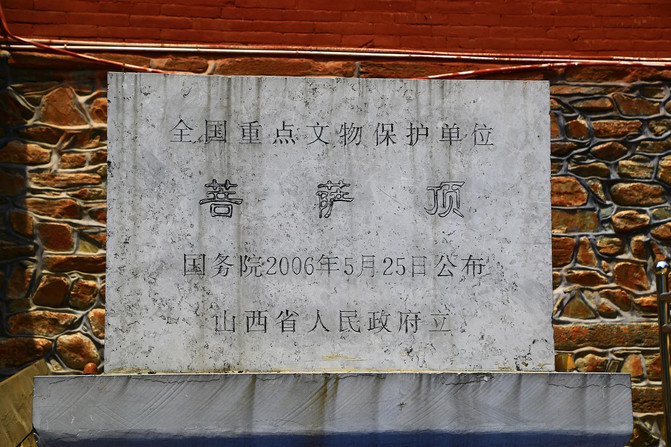 全国重点文物保护单位
菩萨顶
国务院2006年5月25日公布
山西省人民政府立